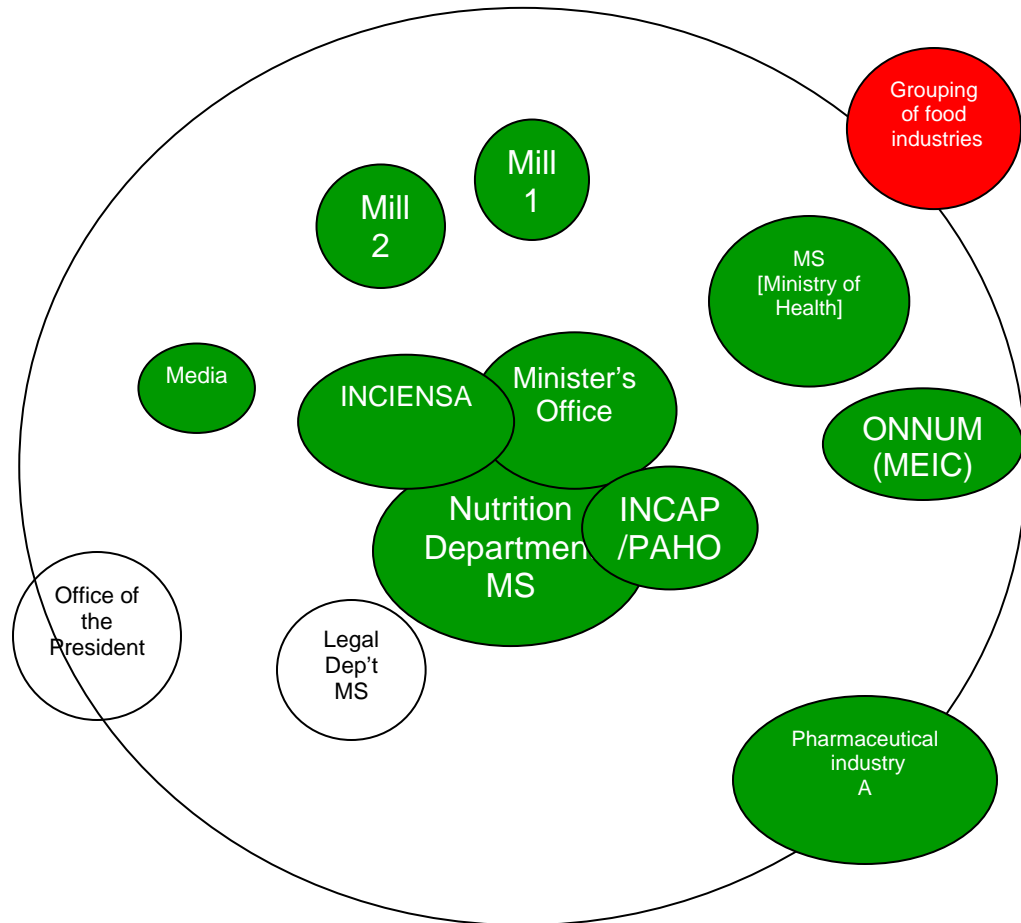 Grouping
of food
industries
Mill
1
Mill
2
MS
[Ministry of
Health]
Media
INCIENSA
Minister's
Office
ONNUM
(MEIC)
Nutrition
Departmen
MS
INCAP
/PAHO
Office of
the
President
Legal
Dep't
MS
Pharmaceutical
industry
A